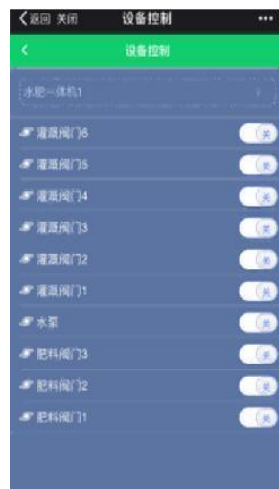 返回 关闭 设备控制 •••
设备控制
水肥一体机1
灌溉阀门6 关
灌溉阀门5 关
灌溉阀门4 关
灌溉阀门3 关
灌溉阀门2 关
灌溉阀门1 关
水泵 关
肥料阀门3 关
肥料阀门2 关
肥料阀门1 关